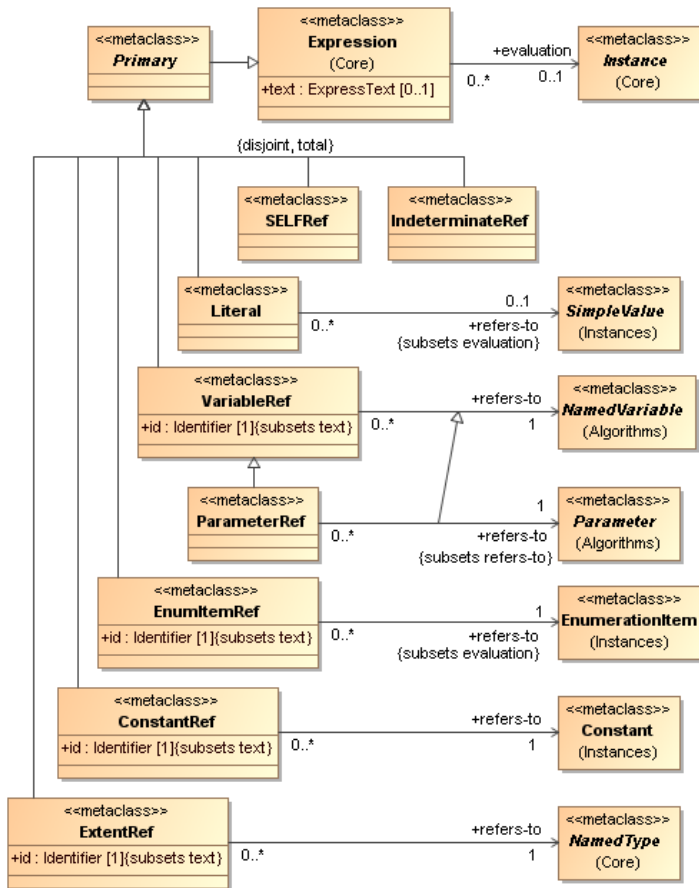 <<metaclass>>
Primary
<<metaclass>>
Expression
(Core)
+text : ExpressText [0..1]
+evaluation
0..*
0..1
<<metaclass>>
Instance
(Core)
{disjoint, total}
<<metaclass>>
SELFRef
<<metaclass>>
IndeterminateRef
<<metaclass>>
Literal
0..*
0..1
+refers-to
{subsets evaluation}
<<metaclass>>
SimpleValue
(Instances)
<<metaclass>>
VariableRef
+id : Identifier [1]{subsets text}
0..*
+refers-to
1
<<metaclass>>
NamedVariable
(Algorithms)
<<metaclass>>
ParameterRef
0..*
1
+refers-to
{subsets refers-to}
<<metaclass>>
Parameter
(Algorithms)
<<metaclass>>
EnumItemRef
+id : Identifier [1]{subsets text}
0..*
1
+refers-to
{subsets evaluation}
<<metaclass>>
EnumerationItem
(Instances)
<<metaclass>>
ConstantRef
+id : Identifier [1]{subsets text}
0..*
+refers-to
1
<<metaclass>>
Constant
(Instances)
<<metaclass>>
ExtentRef
+id : Identifier [1]{subsets text}
0..*
+refers-to
1
<<metaclass>>
NamedType
(Core)